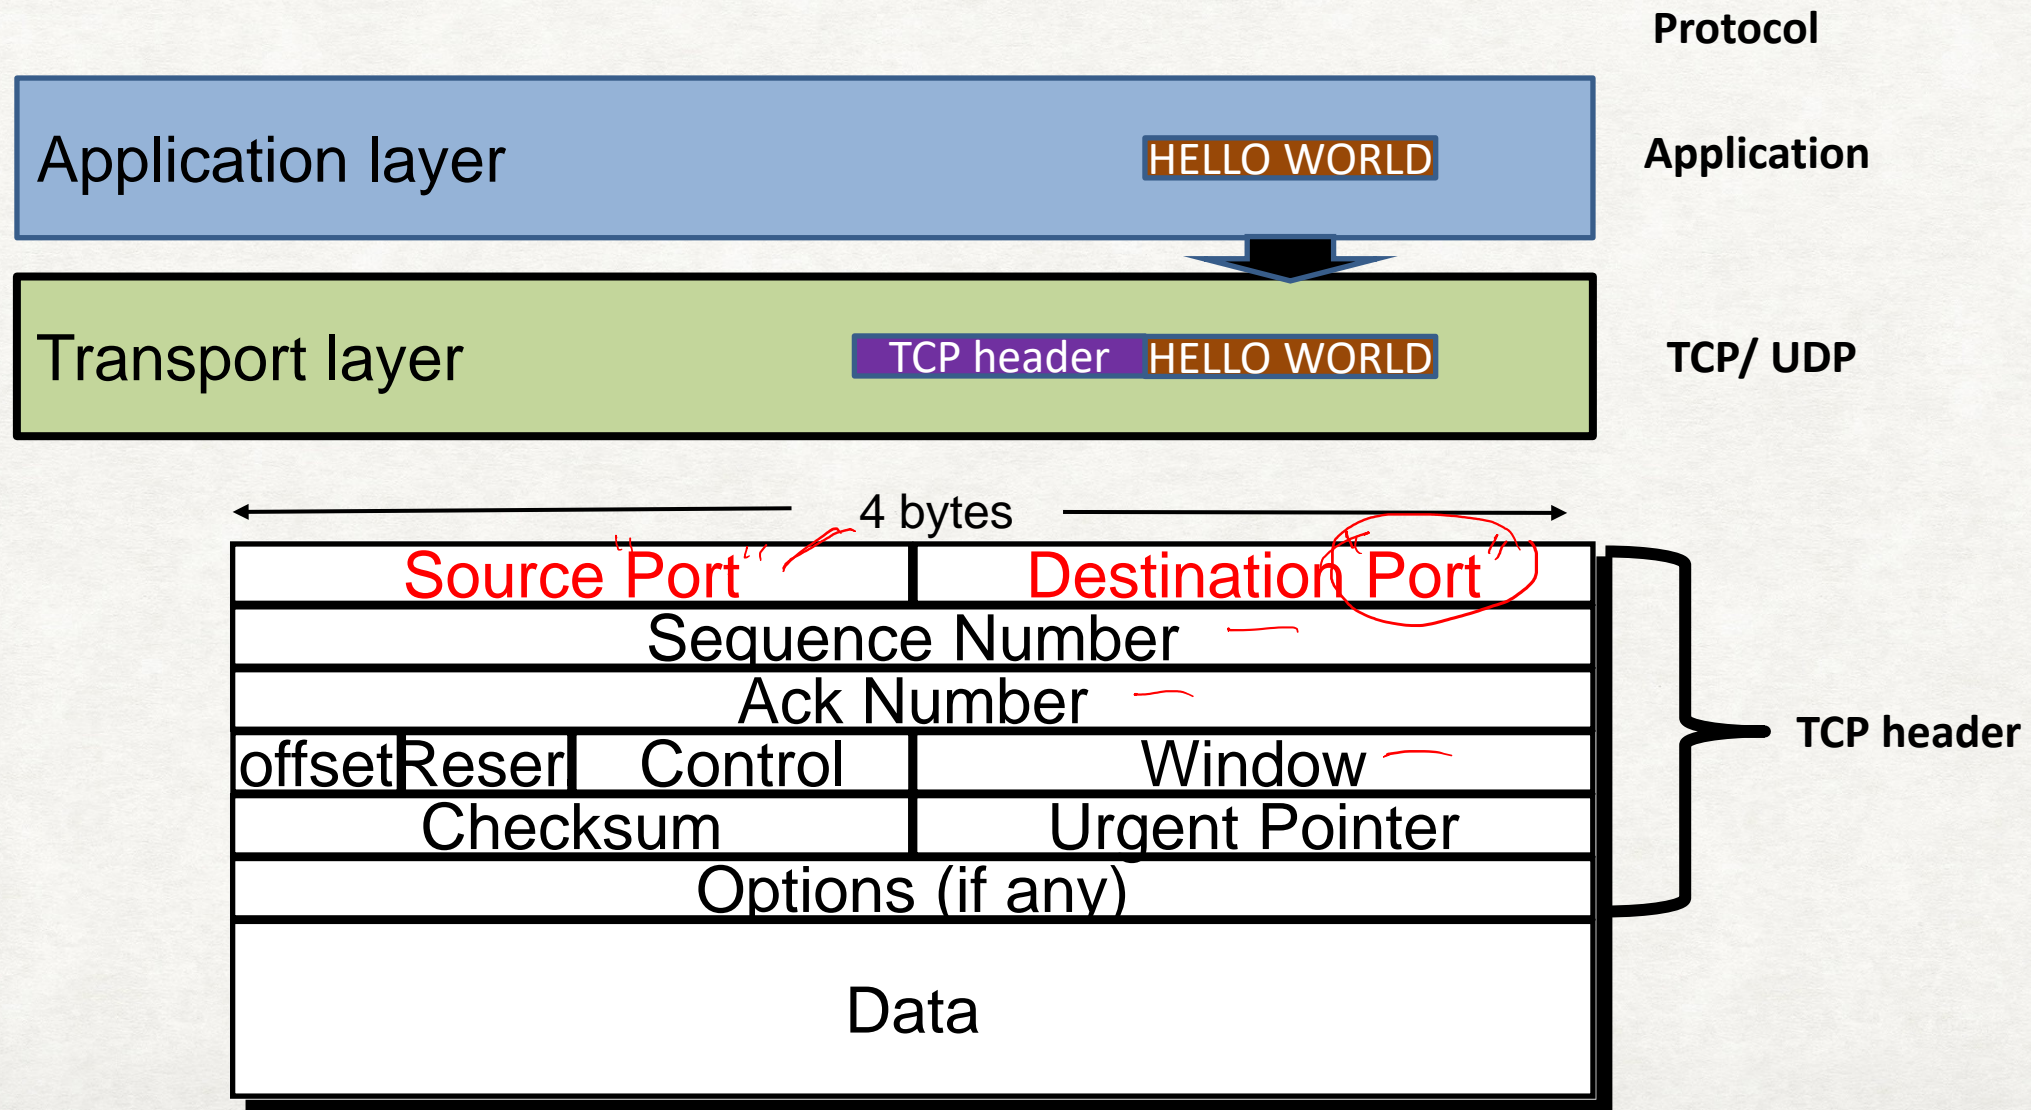 Protocol
Application layer
HELLO WORLD
Application
Transport layer
TCP header
HELLO WORLD
TCP/ UDP
4 bytes
Source "Port"
Destination "Port"
Sequence Number
Ack Number
offset
Reser
Control
Window
Checksum
Urgent Pointer
Options (if any)
Data
TCP header